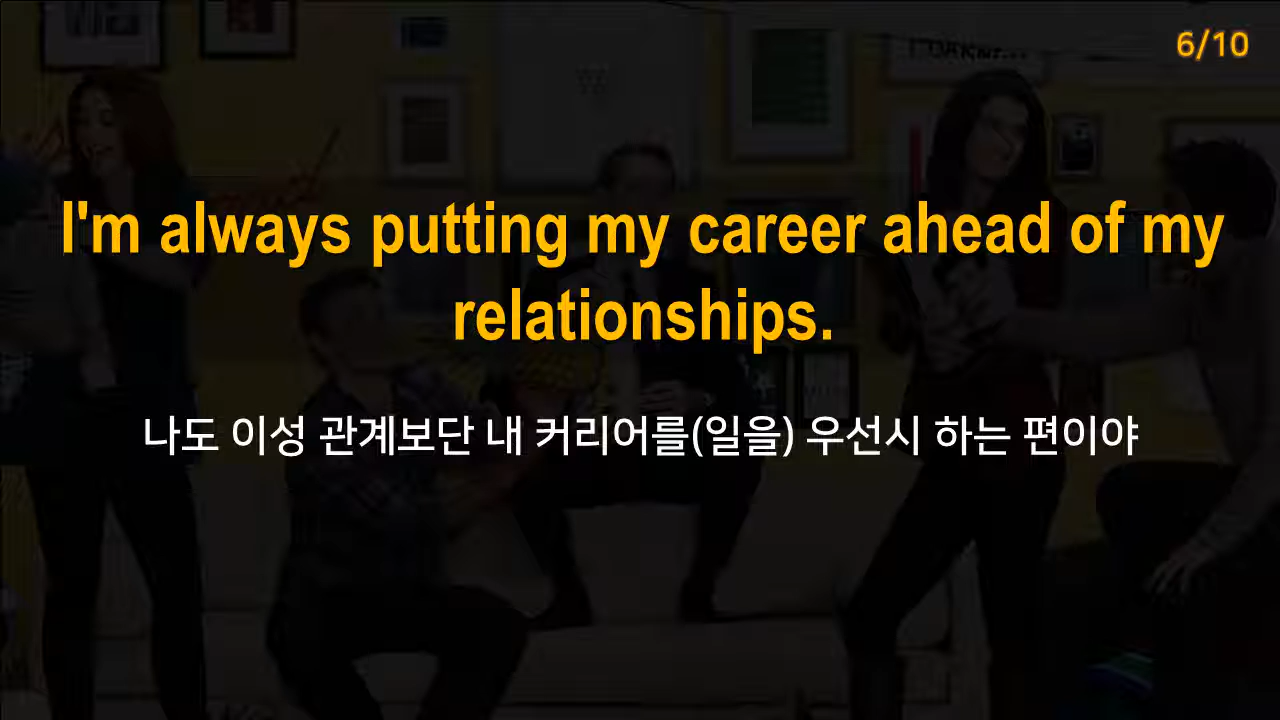 6/10
I'm always putting my career ahead of my
relationships.
나도 이성 관계보단 내 커리어를(일을) 우선시 하는 편이야